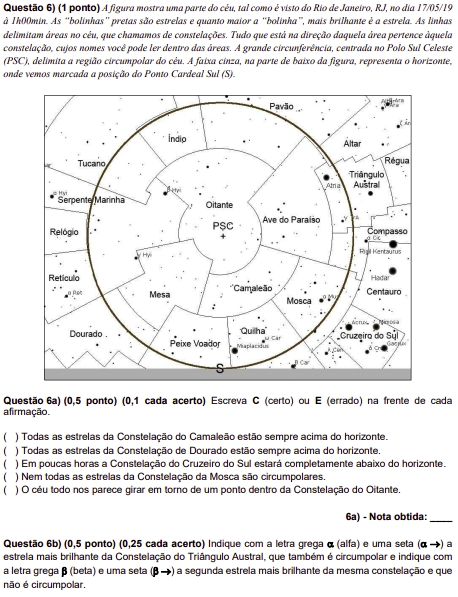 Questão 6) (1 ponto) A figura mostra uma parte do céu, tal como é visto do Rio de Janeiro, RJ, no dia 17/05/19
à 1h00min. As “bolinhas” pretas são estrelas e quanto maior a “bolinha”, mais brilhante é a estrela. As linhas
delimitam áreas no céu, que chamamos de constelações. Tudo que está na direção daquela área pertence àquela
constelação, cujos nomes você pode ler dentro das áreas. A grande circunferência, centrada no Polo Sul Celeste
(PSC), delimita a região circumpolar do céu. A faixa cinza, na parte de baixo da figura, representa o horizonte,
onde vemos marcada a posição do Ponto Cardeal Sul (S).
Pavão
Índio
Altar
Régua
Tucano
Triângulo
Austral
Atria
α Hyi
β Hyi
Serpente Marinha
Oitante
PSC
Ave do Paraíso
Relógio
Compasso
α Cir
Rigil Kentaurus
γ Hyi
Hadar
Retículo
α Ret
Mesa
Camaleão
Mosca
α Mus
Centauro
Dourado
Quilha
Peixe Voador
ω Car
Miaplacidus
Acrux
Mimosa
Cruzeiro do Sul
Gacrux
θ Car
S
Questão 6a) (0,5 ponto) (0,1 cada acerto) Escreva C (certo) ou E (errado) na frente de cada
afirmação.
( ) Todas as estrelas da Constelação do Camaleão estão sempre acima do horizonte.
( ) Todas as estrelas da Constelação de Dourado estão sempre acima do horizonte.
( ) Em poucas horas a Constelação do Cruzeiro do Sul estará completamente abaixo do horizonte.
( ) Nem todas as estrelas da Constelação da Mosca são circumpolares.
( ) O céu todo nos parece girar em torno de um ponto dentro da Constelação do Oitante.
6a) - Nota obtida: ____
Questão 6b) (0,5 ponto) (0,25 cada acerto) Indique com a letra grega α (alfa) e uma seta (α →) a
estrela mais brilhante da Constelação do Triângulo Austral, que também é circumpolar e indique com
a letra grega β (beta) e uma seta (β →) a segunda estrela mais brilhante da mesma constelação e que
não é circumpolar.